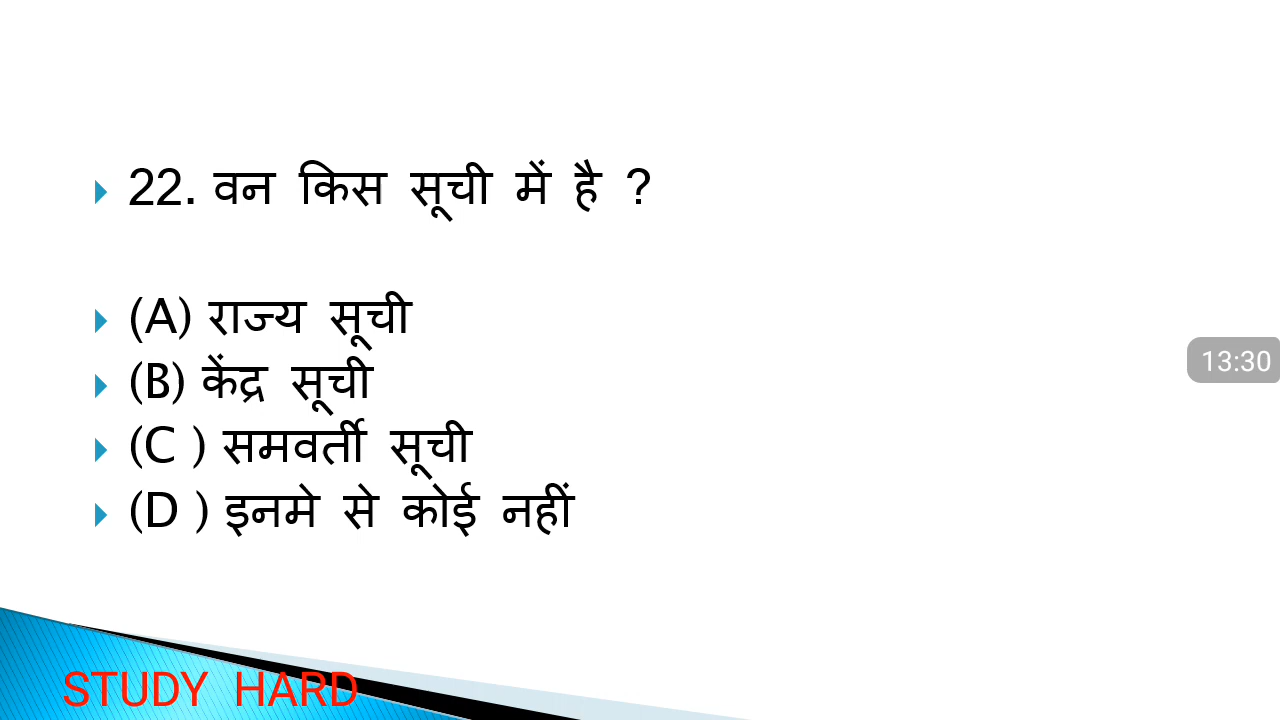 22. वन किस सूची में है ?
(A) राज्य सूची
(B) केंद्र सूची
(C ) समवर्ती सूची
(D ) इनमे से कोई नहीं
13:30
STUDY HARD